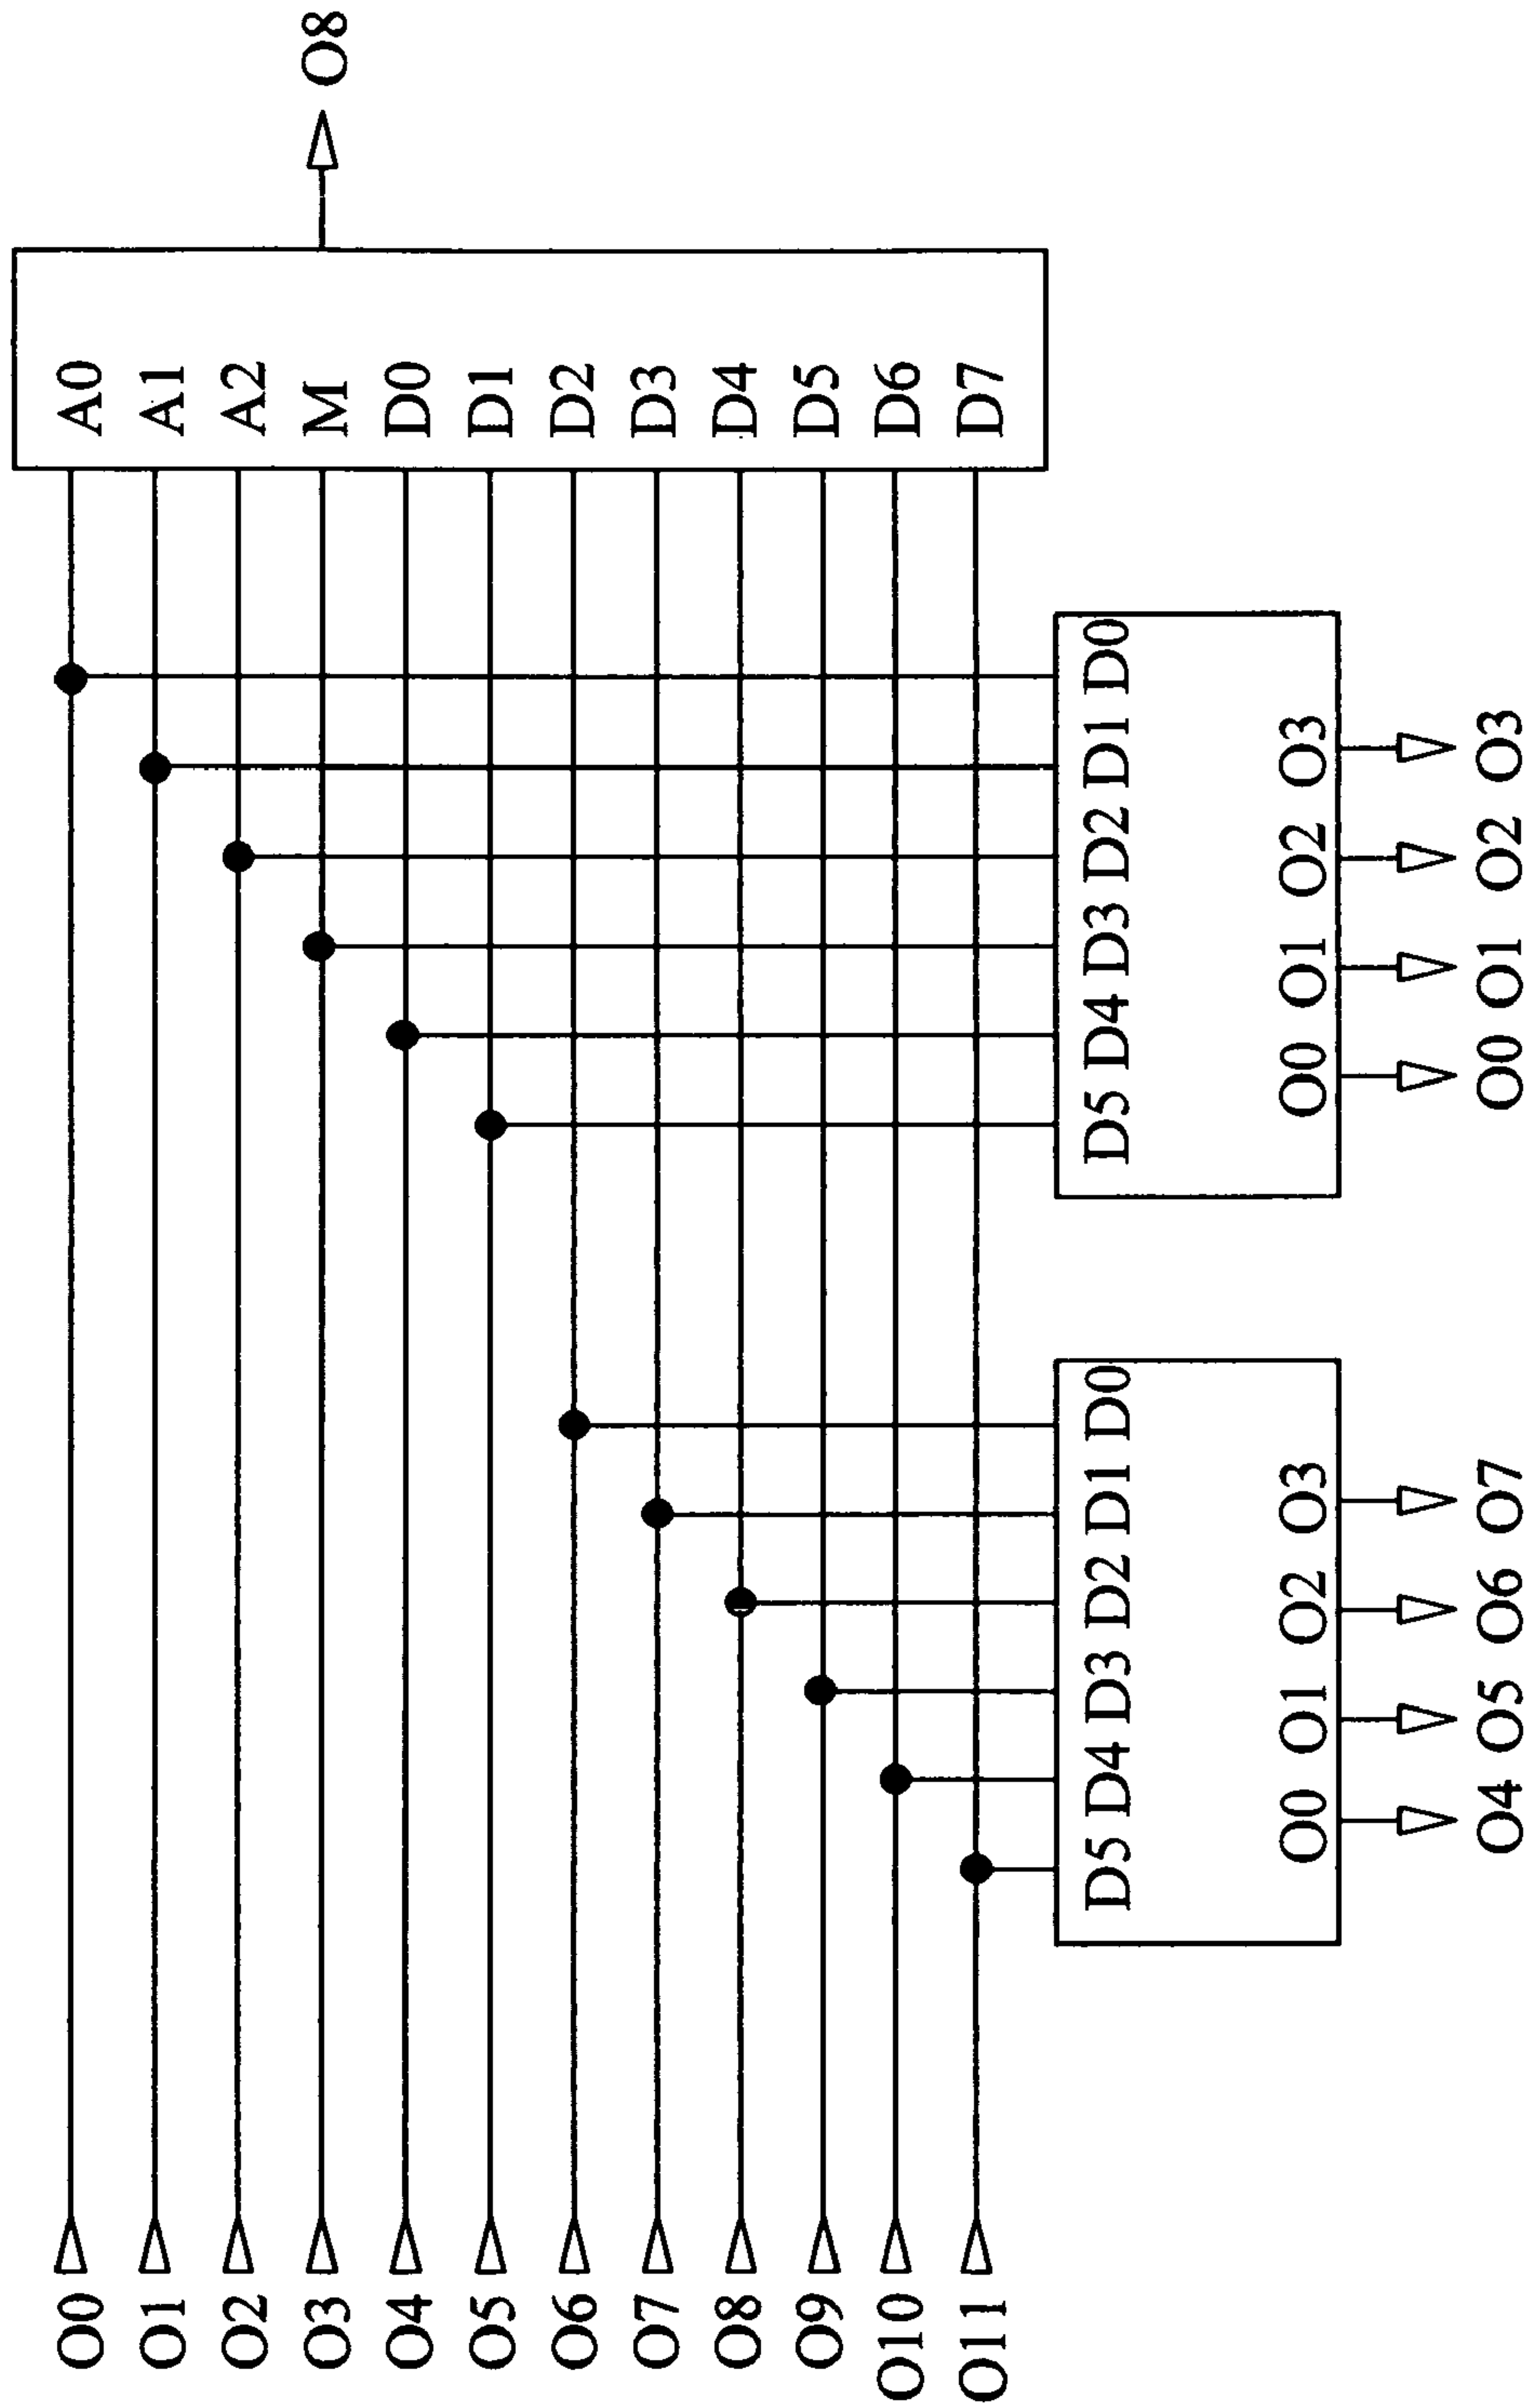 O0 A0
O1 A1
O2 A2
O3 M O8
O4 D0
O5 D1
O6 D2
O7 D3
O8 D4
O9 D5
O10 D6
O11 D7
D5 D4 D3 D2 D1 D0 D5 D4 D3 D2 D1 D0
O0 O1 O2 O3 O0 O1 O2 O3
O4 O5 O6 O7 O0 O1 O2 O3